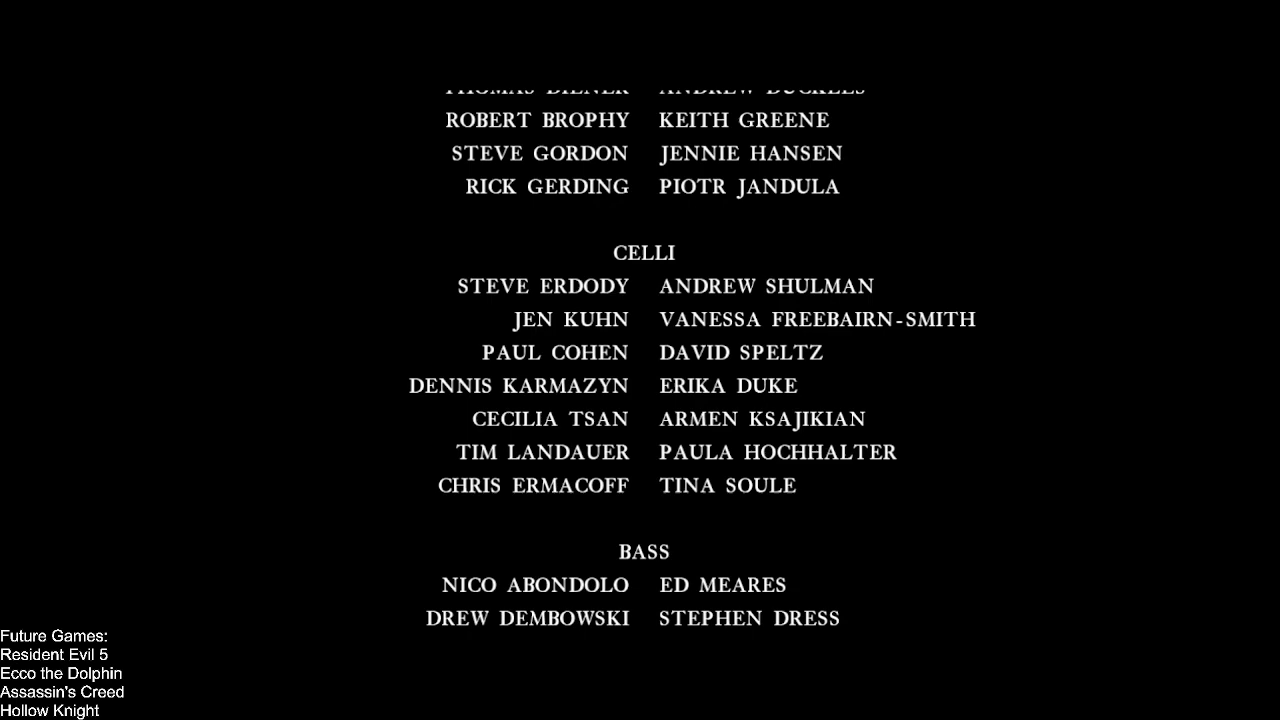 ROBERT BROPHY KEITH GREENE
STEVE GORDON JENNIE HANSEN
RICK GERDING PIOTR JANDULA
CELLI
STEVE ERDODY ANDREW SHULMAN
JEN KUHN VANESSA FREEBAIRN-SMITH
PAUL COHEN DAVID SPELTZ
DENNIS KARMAZYN ERIKA DUKE
CECILIA TSAN ARMEN KSAJIKIAN
TIM LANDAUER PAULA HOCHHALTER
CHRIS ERMACOFF TINA SOULE
BASS
NICO ABONDOLO ED MEARES
DREW DEMBOWSKI STEPHEN DRESS
Future Games:
Resident Evil 5
Ecco the Dolphin
Assassin's Creed
Hollow Knight